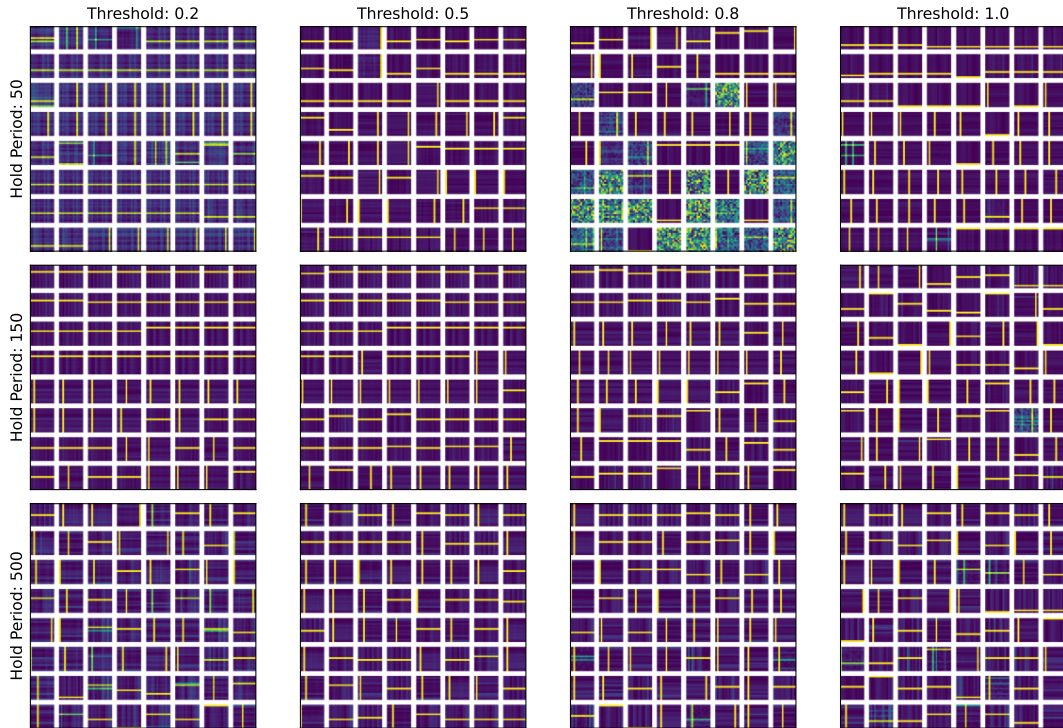 Threshold: 0.2
Threshold: 0.5
Threshold: 0.8
Threshold: 1.0
Hold Period: 50
Hold Period: 150
Hold Period: 500